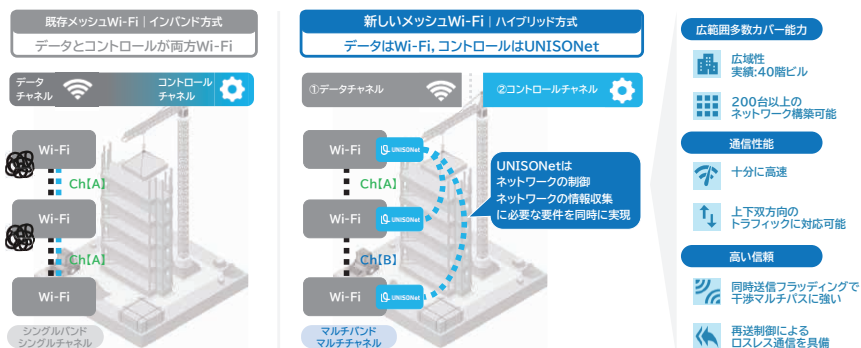 既存メッシュWi-Fi｜インバンド方式
データとコントロールが両方Wi-Fi
データ
チャネル
コントロール
チャネル
Wi-Fi
Ch【A】
Wi-Fi
Ch【A】
Wi-Fi
シングルバンド
シングルチャネル
新しいメッシュWi-Fi｜ハイブリッド方式
データはWi-Fi,コントロールはUNISONet
①データチャネル
②コントロールチャネル
Wi-Fi
UNISONet
Ch【A】
Wi-Fi
UNISONet
Ch【B】
Wi-Fi
UNISONet
マルチバンド
マルチチャネル
UNISONetは
ネットワークの制御
ネットワークの情報収集
に必要な要件を同時に実現
広範囲多数カバー能力
広域性
実績:40階ビル
200台以上の
ネットワーク構築可能
通信性能
十分に高速
上下双方向の
トラフィックに対応可能
高い信頼
同時送信フラッディングで
干渉マルチパスに強い
再送制御による
ロスレス通信を具備